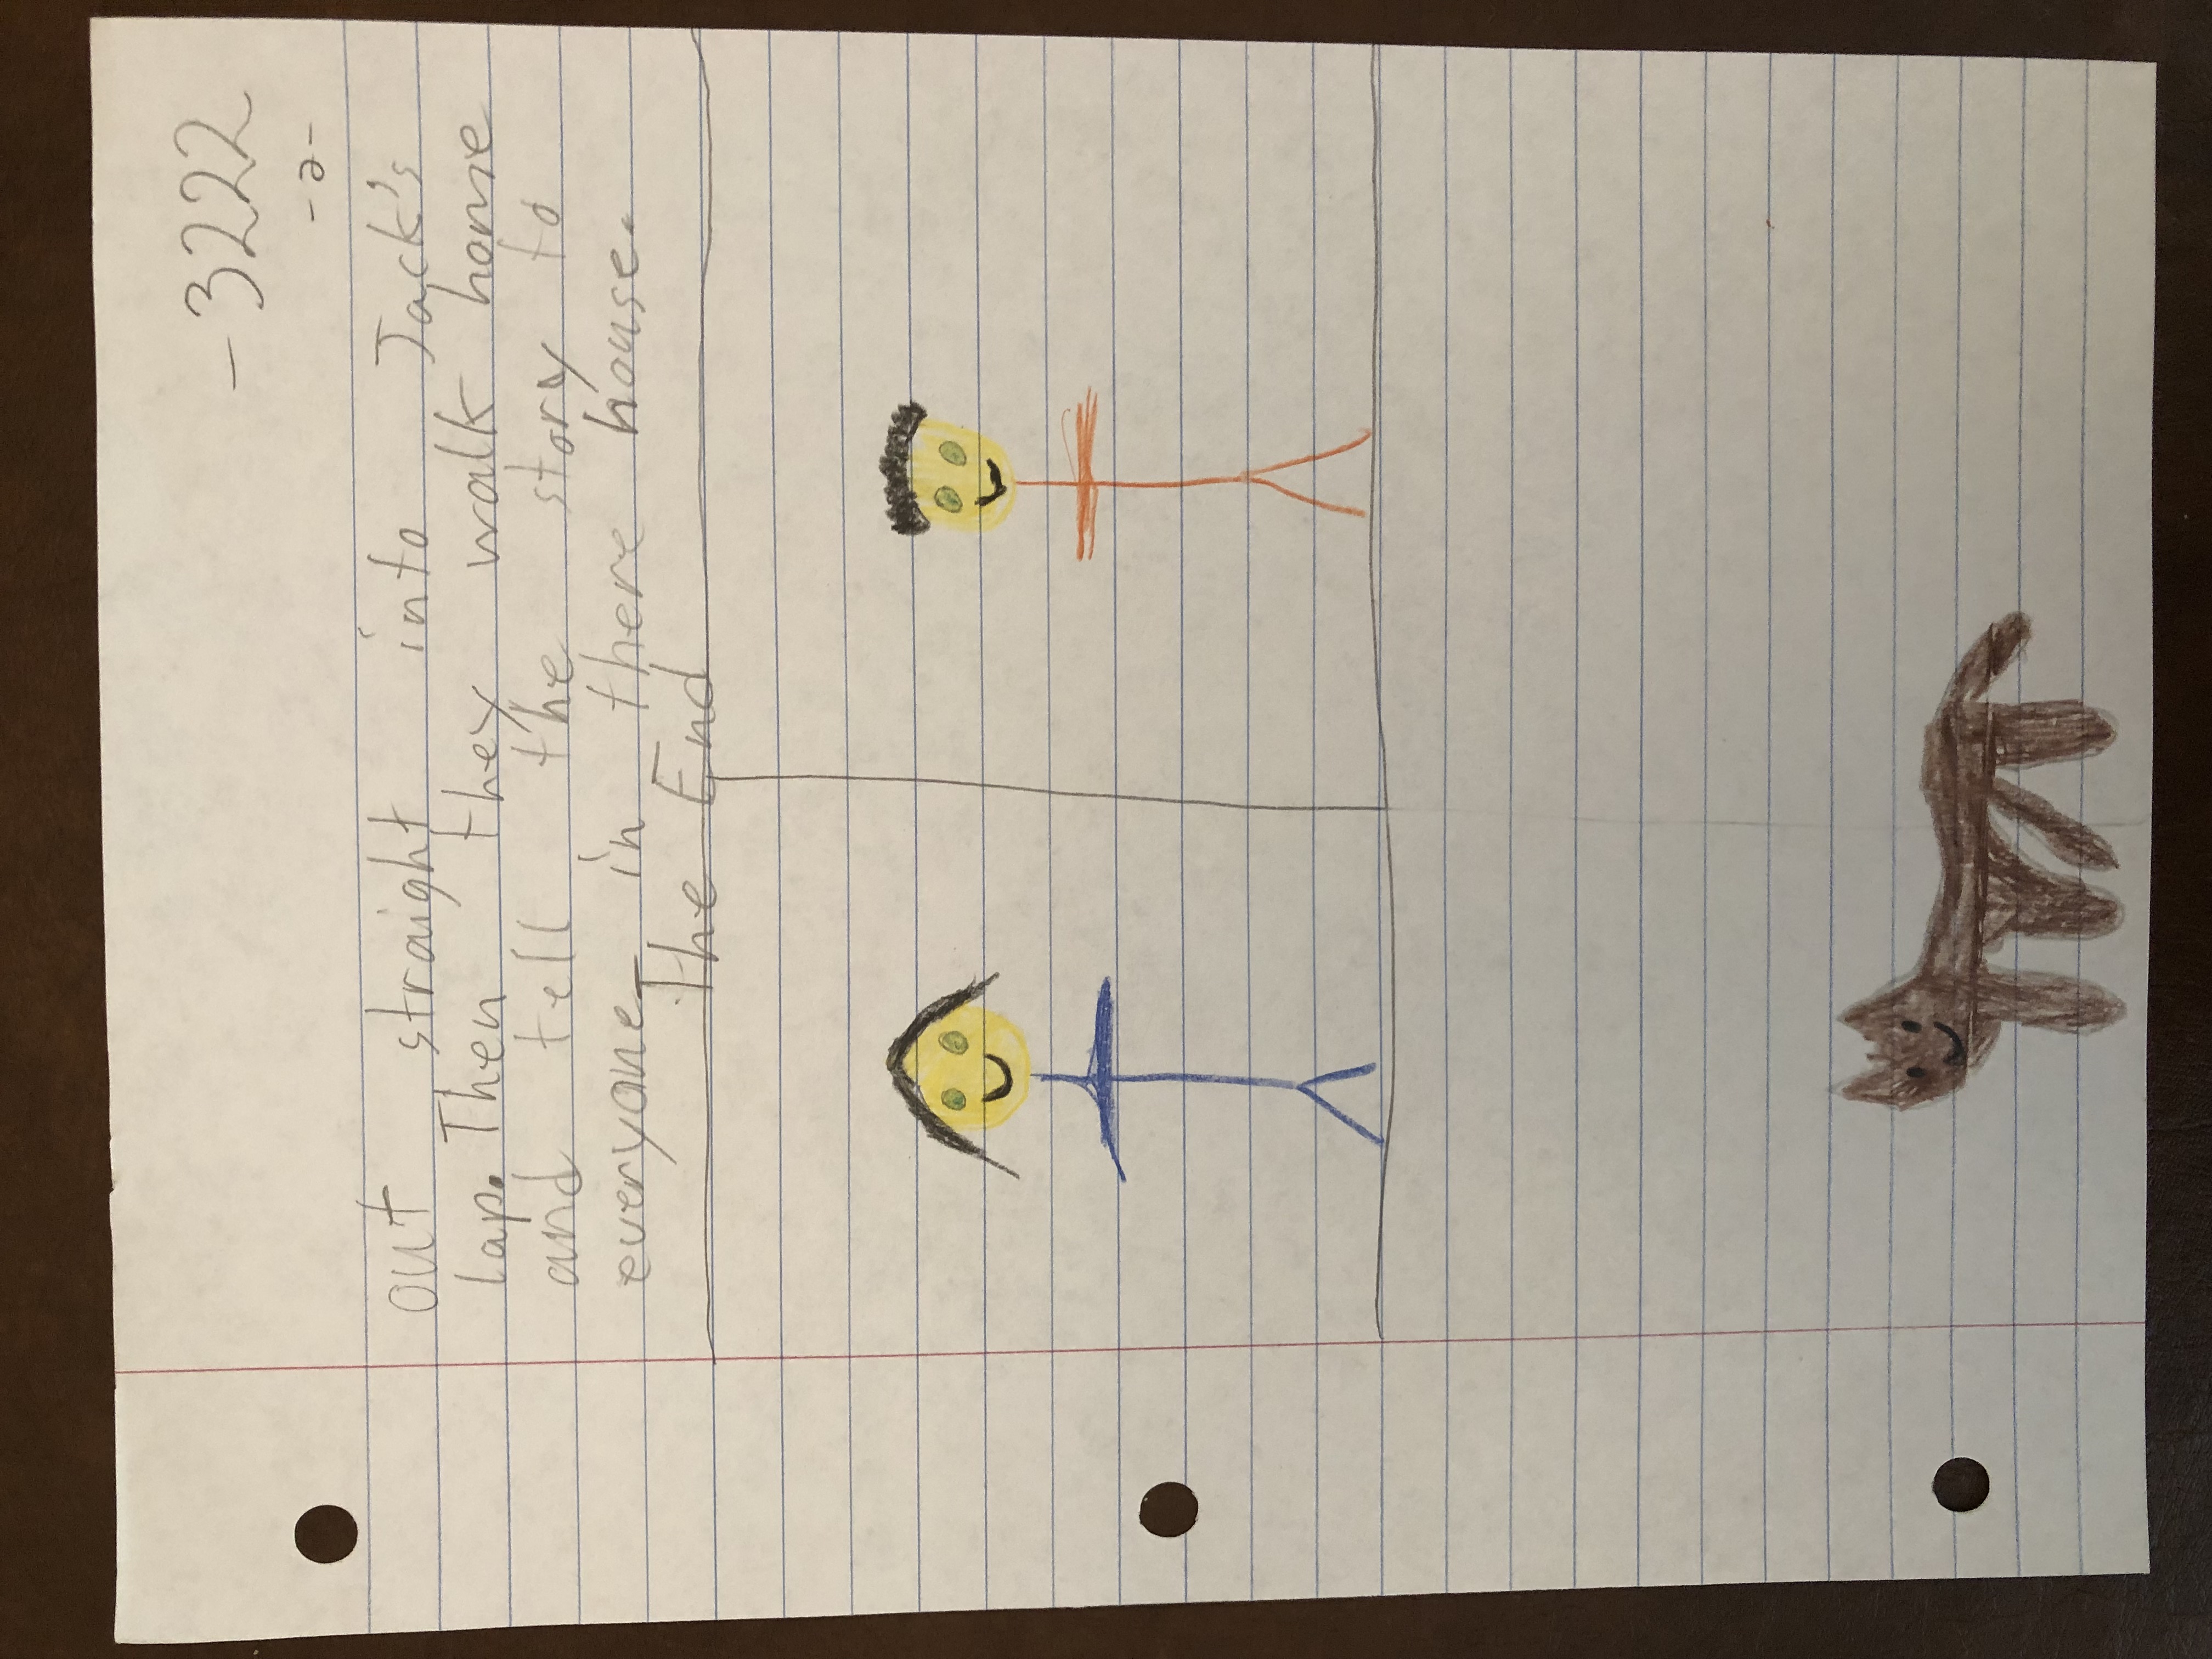 -3222
-2-
out straight into Jack's
lap. Then they walk home
and tell the story to
everyone in there house.
The End